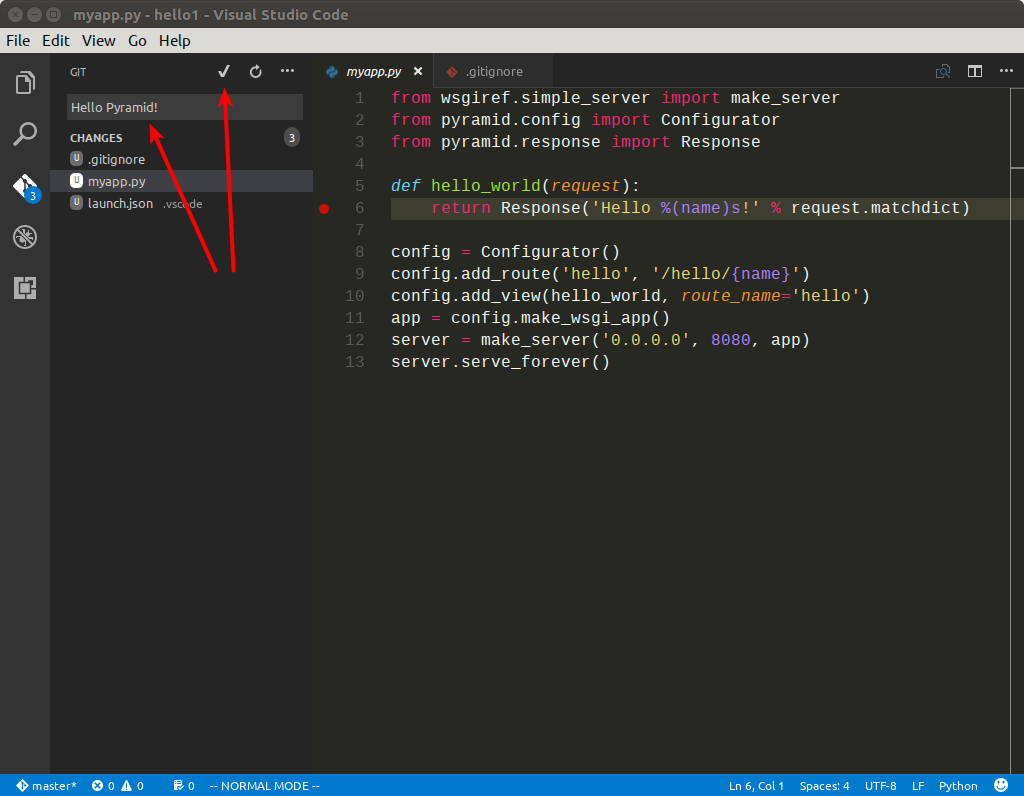 myapp.py - hello1 - Visual Studio Code
File Edit View Go Help
GIT
Hello Pyramid!
CHANGES 3
U .gitignore
U myapp.py
U launch.json .vscode
3
myapp.py .gitignore
1 from wsgiref.simple_server import make_server
2 from pyramid.config import Configurator
3 from pyramid.response import Response
4
5 def hello_world(request):
6     return Response('Hello %(name)s!' % request.matchdict)
7
8 config = Configurator()
9 config.add_route('hello', '/hello/{name}')
10 config.add_view(hello_world, route_name='hello')
11 app = config.make_wsgi_app()
12 server = make_server('0.0.0.0', 8080, app)
13 server.serve_forever()
master* 0 0 0 -- NORMAL MODE -- Ln 6, Col 1 Spaces: 4 UTF-8 LF Python